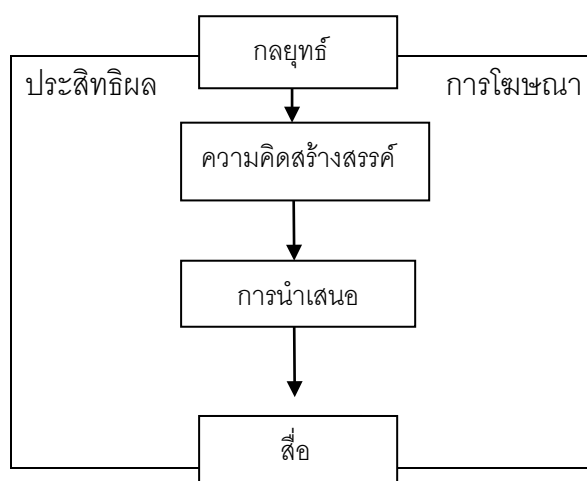 กลยุทธ์
ประสิทธิผล
การโฆษณา
ความคิดสร้างสรรค์
การนำเสนอ
สื่อ